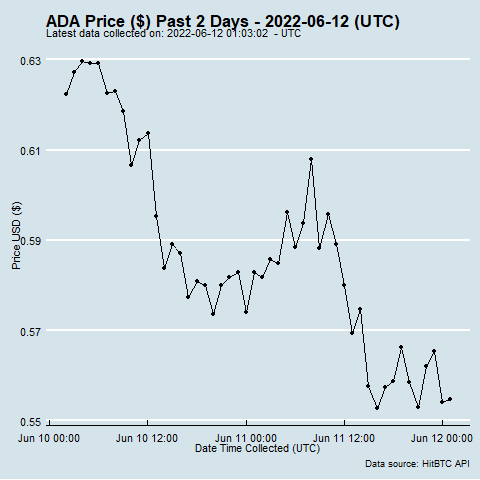 ADA Price ($) Past 2 Days - 2022-06-12 (UTC)
Latest data collected on: 2022-06-12 01:03:02 - UTC
0.63
0.61
0.59
0.57
0.55
Price USD ($)
Jun 10 00:00 Jun 10 12:00 Jun 11 00:00 Jun 11 12:00 Jun 12 00:00
Date Time Collected (UTC)
Data source: HitBTC API